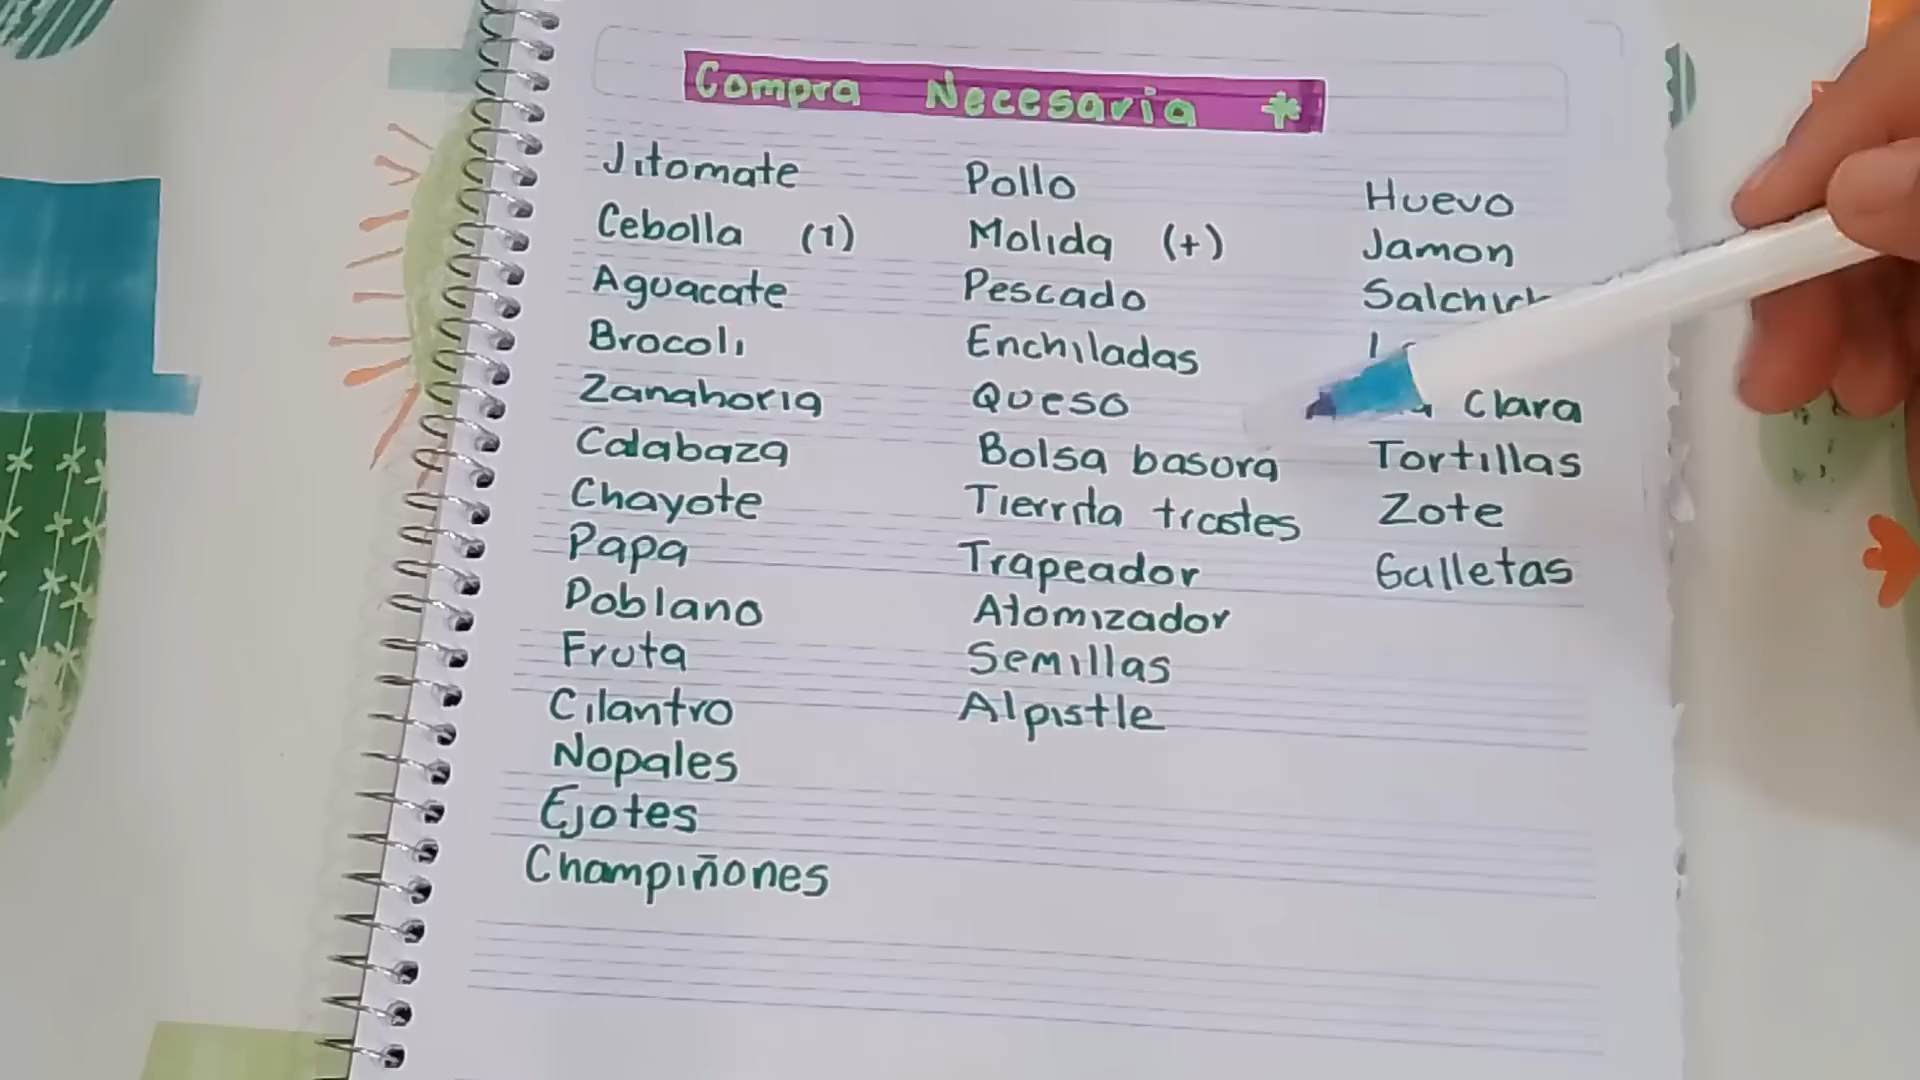 Compra Necesaria *
Jitomate
Cebolla (1)
Aguacate
Brocoli
Zanahoria
Calabaza
Chayote
Papa
Poblano
Fruta
Cilantro
Nopales
Ejotes
Champiñones
Pollo
Molida (+)
Pescado
Enchiladas
Queso
Bolsa basora
Tierrita trastes
Trapeador
Atomizador
Semillas
Alpistle
Huevo
Jamon
Clara
Tortillas
Zote
Galletas